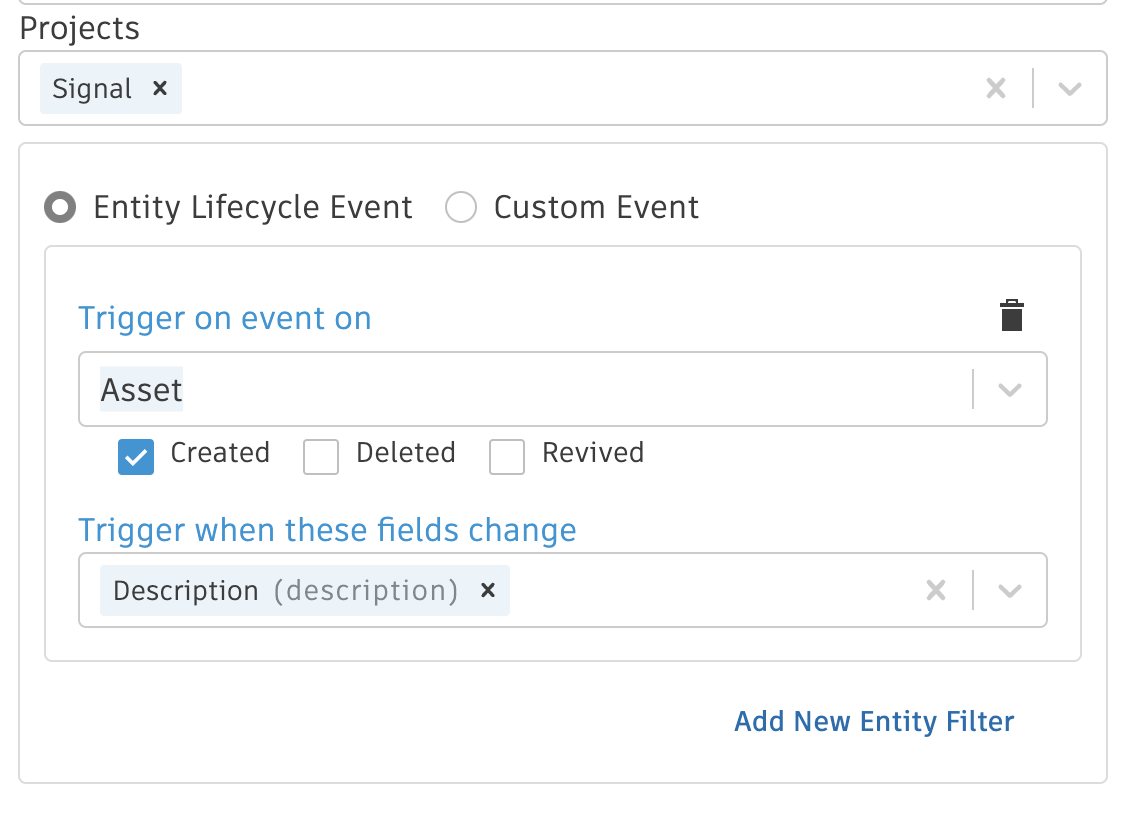 Projects
Signal
Entity Lifecycle Event Custom Event
Trigger on event on
Asset
Created Deleted Revived
Trigger when these fields change
Description (description)
Add New Entity Filter